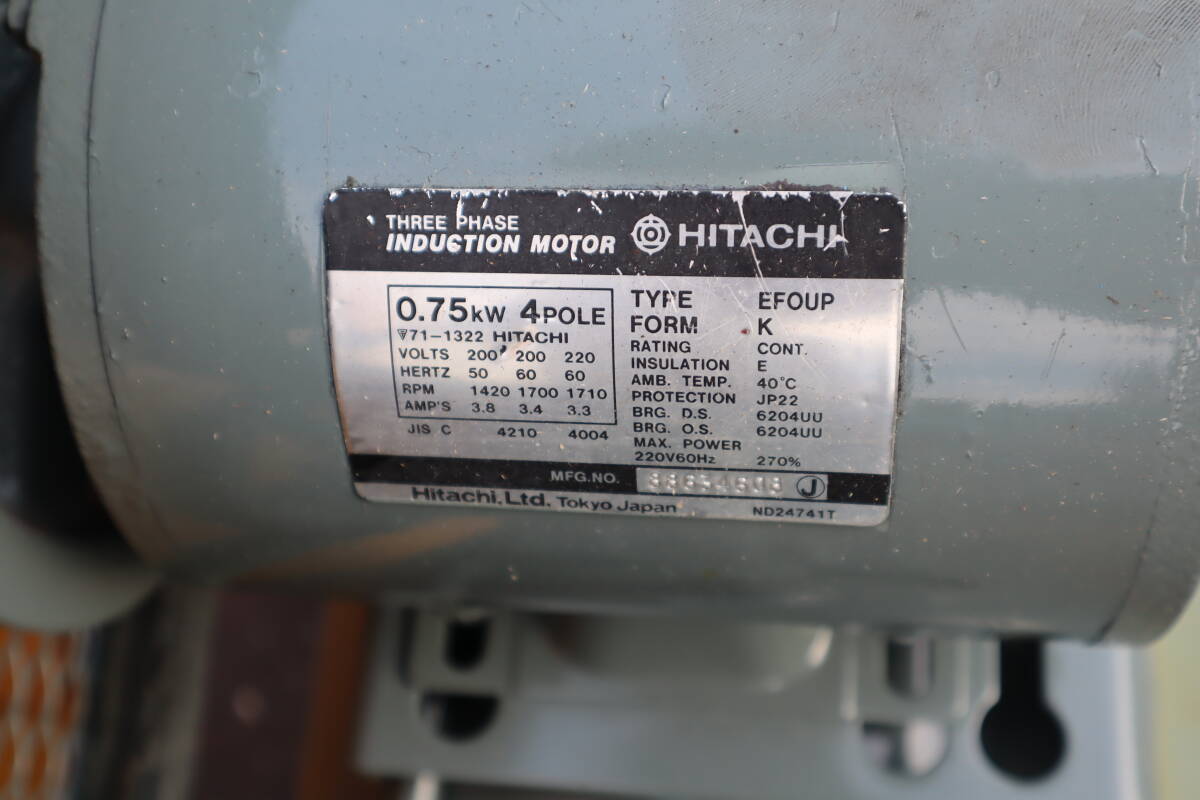 THREE PHASE
INDUCTION MOTOR HITACHI
0.75kW 4POLE
71-1322 HITACHI
VOLTS 200 200 220
HERTZ 50 60 60
RPM 1420 1700 1710
AMP'S 3.8 3.4 3.3
JIS C 4210 4004
TYPE EFOUP
FORM K
RATING CONT.
INSULATION E
AMB. TEMP. 40°C
PROTECTION JP22
BRG. D.S. 6204UU
BRG. O.S. 6204UU
MAX. POWER
220V60Hz 270%
MFG.NO. J
Hitachi,Ltd. Tokyo Japan ND24741T